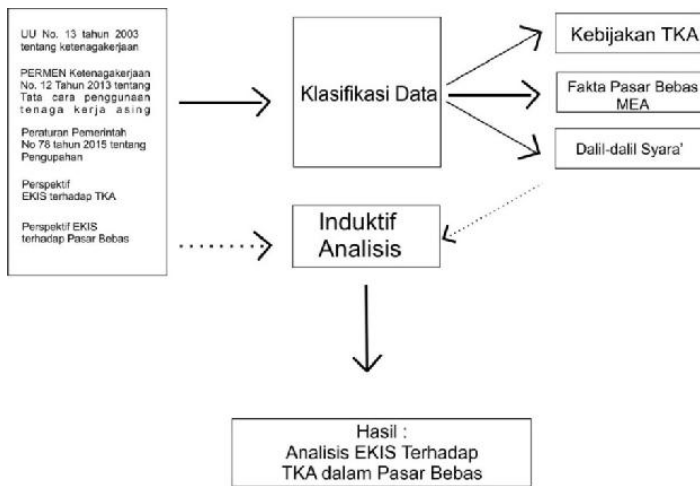 UU No. 13 tahun 2003
tentang ketenagakerjaan
PERMEN Ketenagakerjaan
No. 12 Tahun 2013 tentang
Tata cara penggunaan
tenaga kerja asing
Peraturan Pemerintah
No 78 tahun 2015 tentang
Pengupahan
Perspektif
EKIS terhadap TKA
Perspektif EKIS
terhadap Pasar Bebas
Klasifikasi Data
Kebijakan TKA
Fakta Pasar Bebas
MEA
Dalil-dalil Syara'
Induktif
Analisis
Hasil :
Analisis EKIS Terhadap
TKA dalam Pasar Bebas